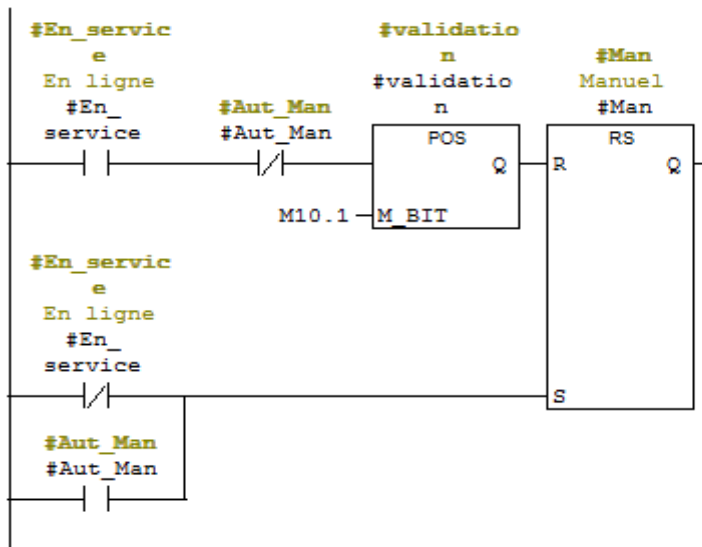 #En_servic
e
En ligne
#En_
service
#Aut_Man
#Aut_Man
#validatio
n
#validatio
n
POS
Q
M10.1
M_BIT
#Man
Manuel
#Man
RS
R
Q
#En_servic
e
En ligne
#En_
service
S
#Aut_Man
#Aut_Man